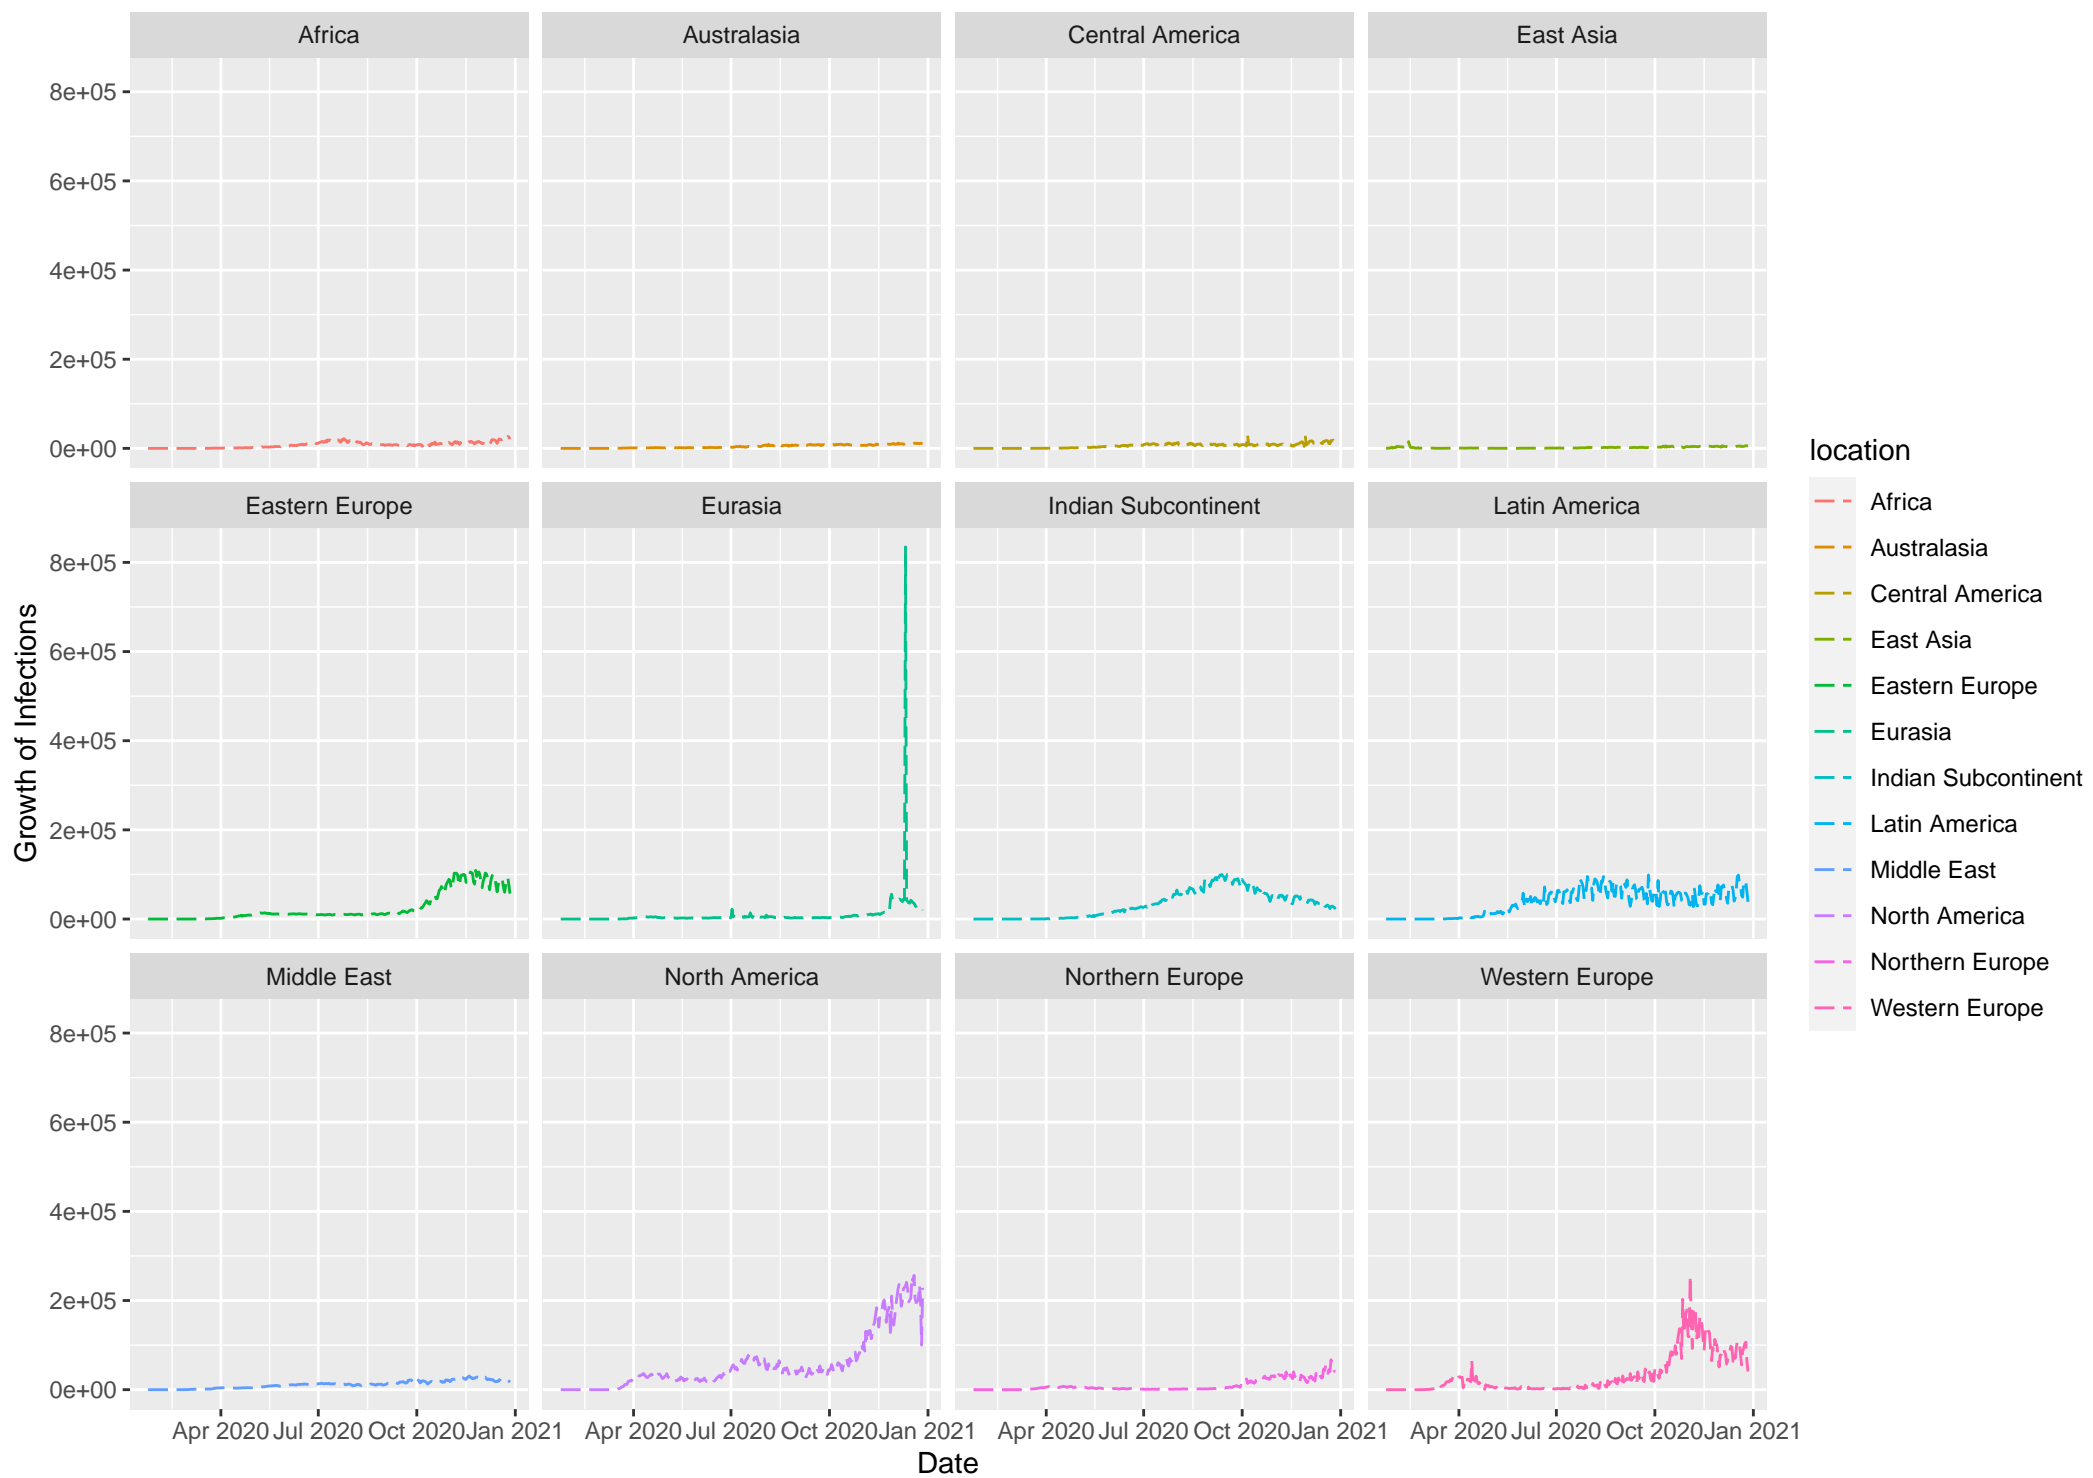 Africa
Australasia
Central America
East Asia
8e+05
6e+05
4e+05
2e+05
0e+00
Eastern Europe
Eurasia
Indian Subcontinent
Latin America
8e+05
6e+05
4e+05
2e+05
0e+00
Middle East
North America
Northern Europe
Western Europe
8e+05
6e+05
4e+05
2e+05
0e+00
Apr 2020 Jul 2020 Oct 2020 Jan 2021
Apr 2020 Jul 2020 Oct 2020 Jan 2021
Apr 2020 Jul 2020 Oct 2020 Jan 2021
Apr 2020 Jul 2020 Oct 2020 Jan 2021
Date
Growth of Infections
location
Africa
Australasia
Central America
East Asia
Eastern Europe
Eurasia
Indian Subcontinent
Latin America
Middle East
North America
Northern Europe
Western Europe